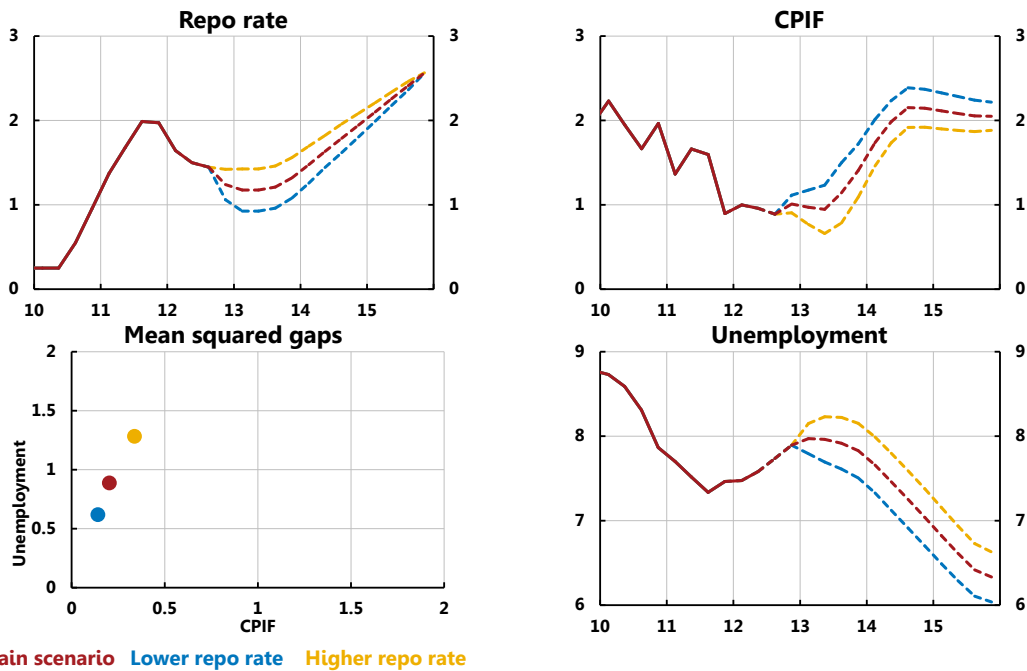 Repo rate
3 3
2 2
1 1
0 0
10 11 12 13 14 15
CPIF
3 3
2 2
1 1
0 0
10 11 12 13 14 15
Mean squared gaps
2
1.5
1
0.5
0
Unemployment
0 0.5 1 1.5 2
CPIF
Unemployment
9 9
8 8
7 7
6 6
10 11 12 13 14 15
ain scenario Lower repo rate Higher repo rate